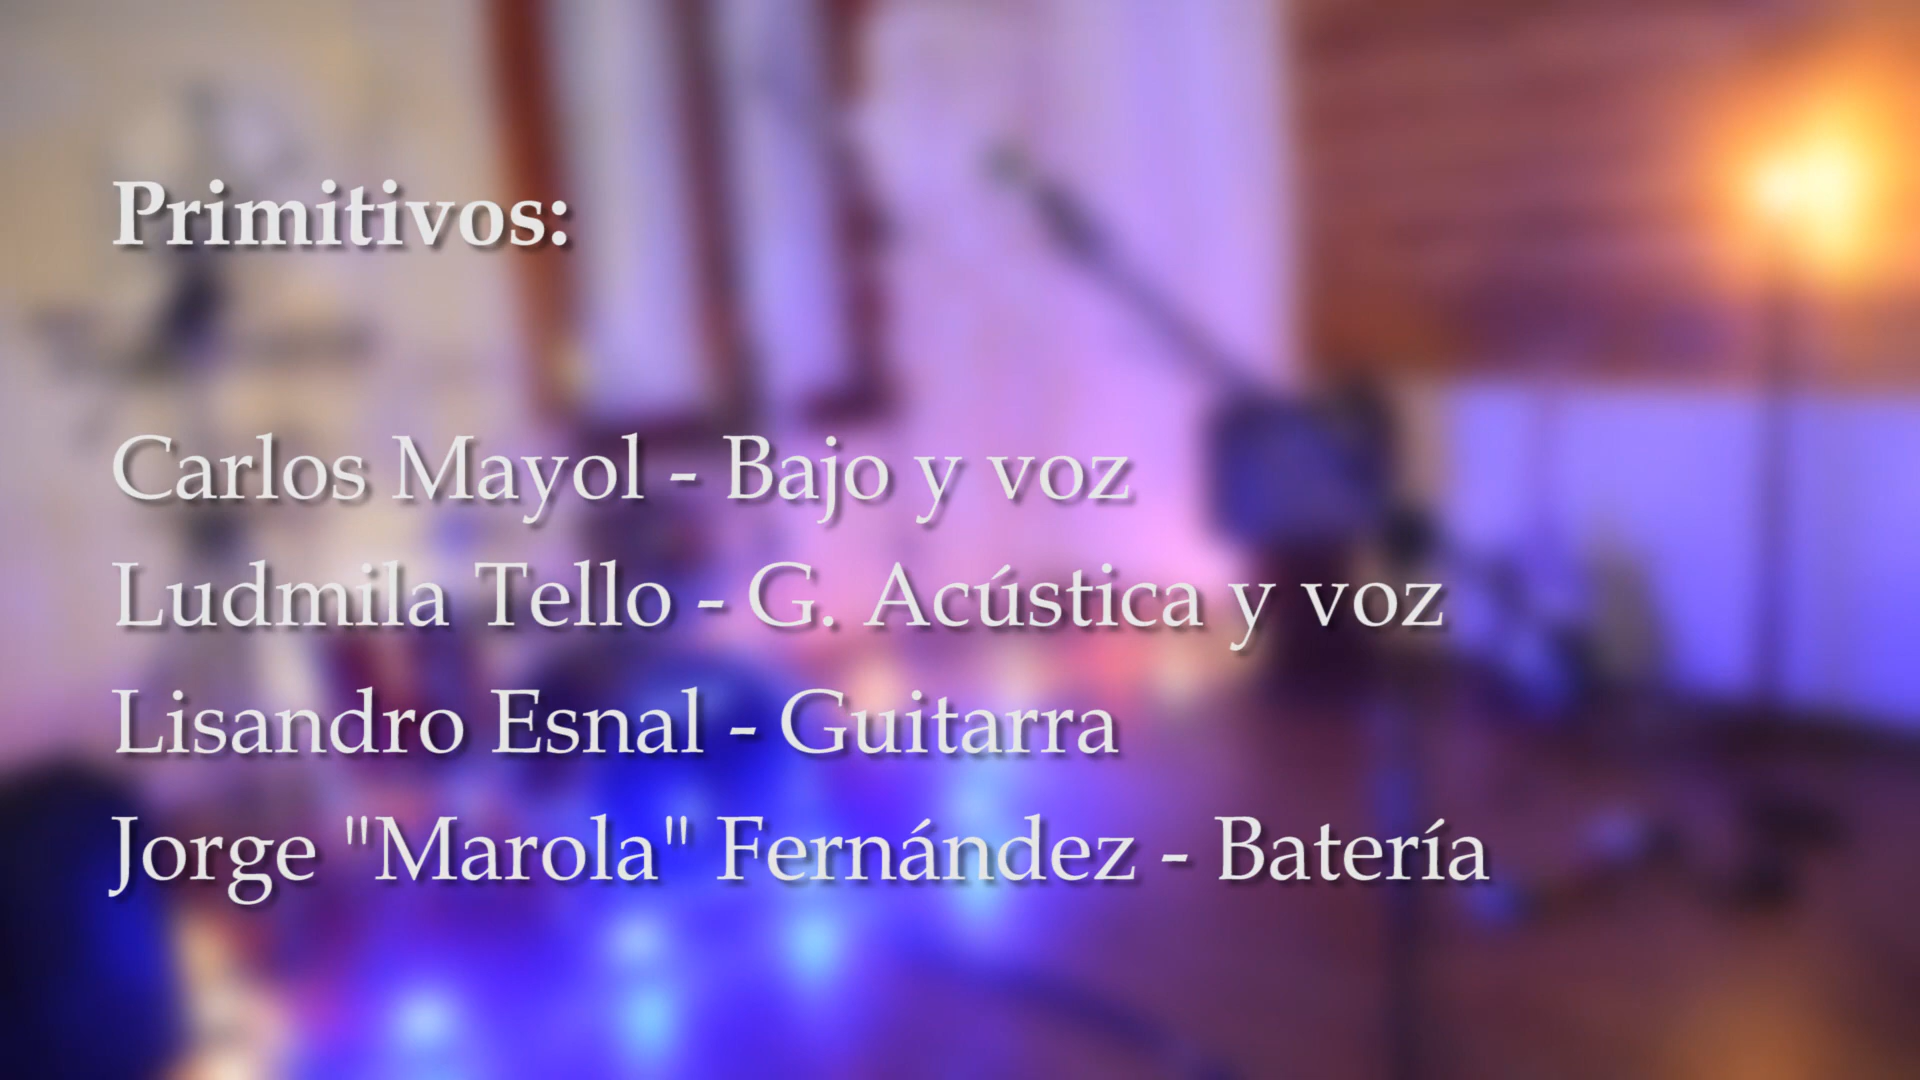 Primitivos:
Carlos Mayol - Bajo y voz
Ludmila Tello - G. Acústica y voz
Lisandro Esnal - Guitarra
Jorge "Marola" Fernández - Batería